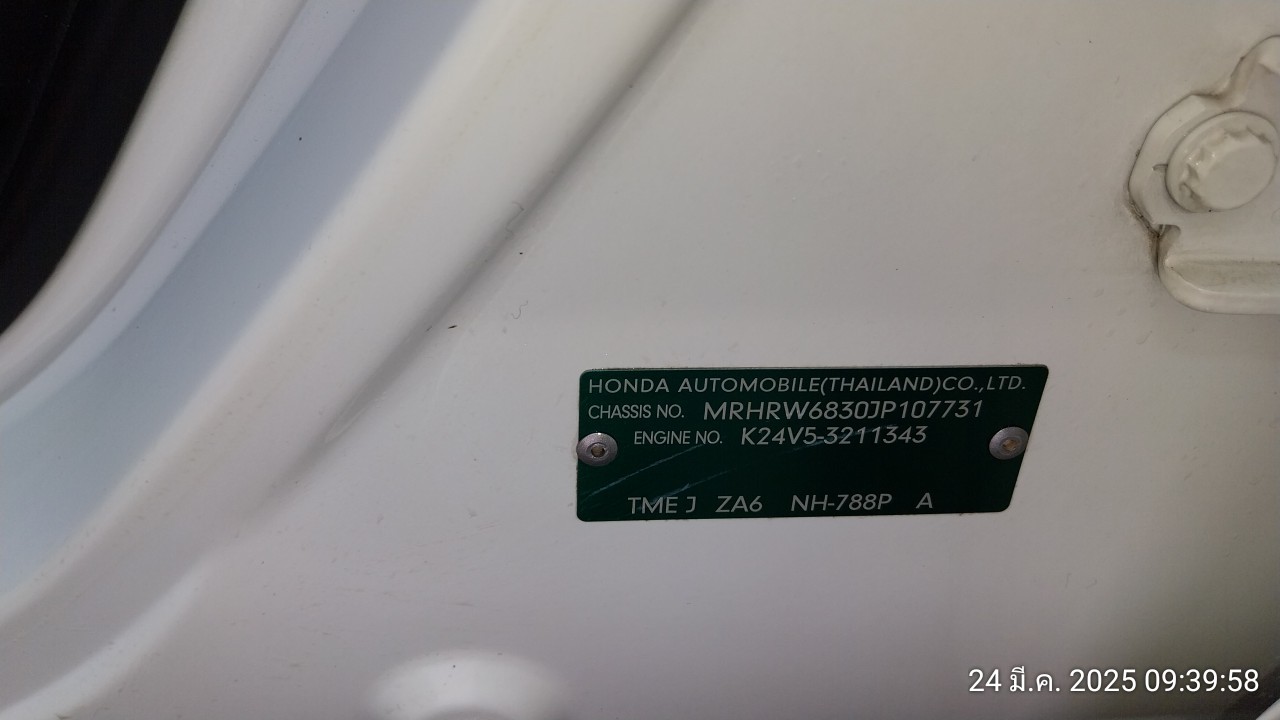 HONDA AUTOMOBILE(THAILAND)CO.,LTD.
CHASSIS NO. MRHRW6830JP107731
ENGINE NO. K24V5-3211343
TME J ZA6 NH-788P A
24 มี.ค. 2025 09:39:58